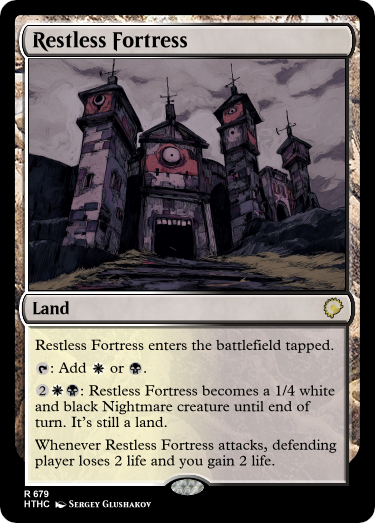 Restless Fortress
Land
Restless Fortress enters the battlefield tapped.
: Add or .
2 : Restless Fortress becomes a 1/4 white
and black Nightmare creature until end of
turn. It's still a land.
Whenever Restless Fortress attacks, defending
player loses 2 life and you gain 2 life.
R 679
HTHC Sergey Glushakov